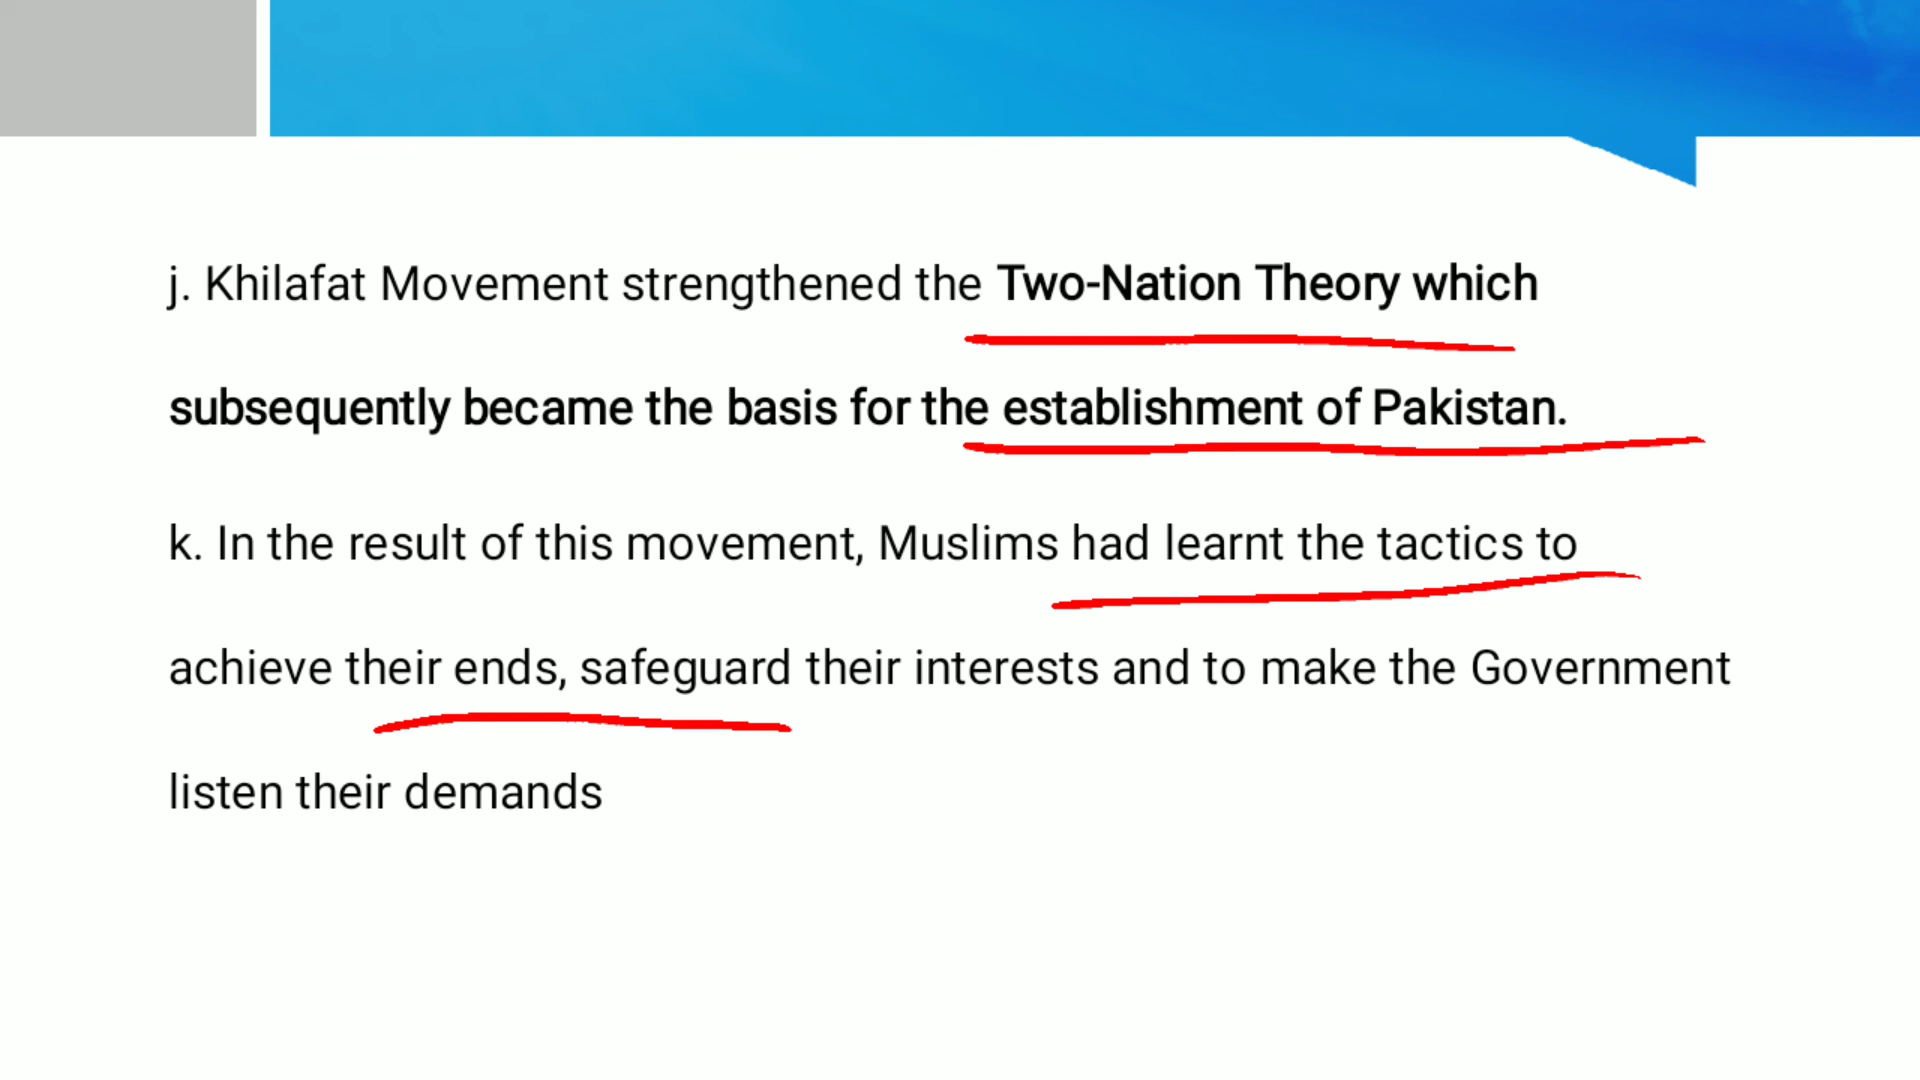 j. Khilafat Movement strengthened the Two-Nation Theory which
subsequently became the basis for the establishment of Pakistan.
k. In the result of this movement, Muslims had learnt the tactics to
achieve their ends, safeguard their interests and to make the Government
listen their demands